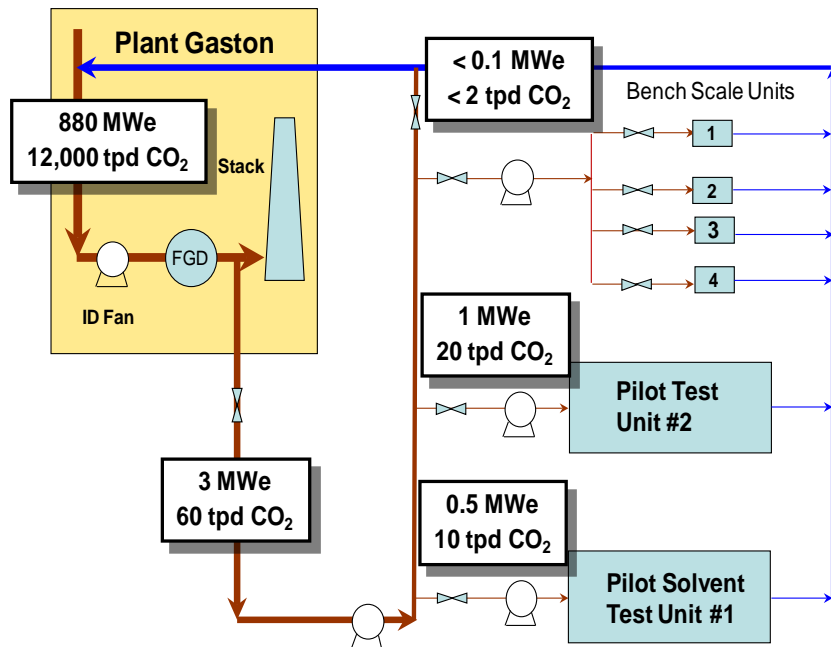 Plant Gaston
880 MWe
12,000 tpd CO₂
Stack
FGD
ID Fan
3 MWe
60 tpd CO₂
< 0.1 MWe
< 2 tpd CO₂
Bench Scale Units
1
2
3
4
1 MWe
20 tpd CO₂
Pilot Test
Unit #2
0.5 MWe
10 tpd CO₂
Pilot Solvent
Test Unit #1